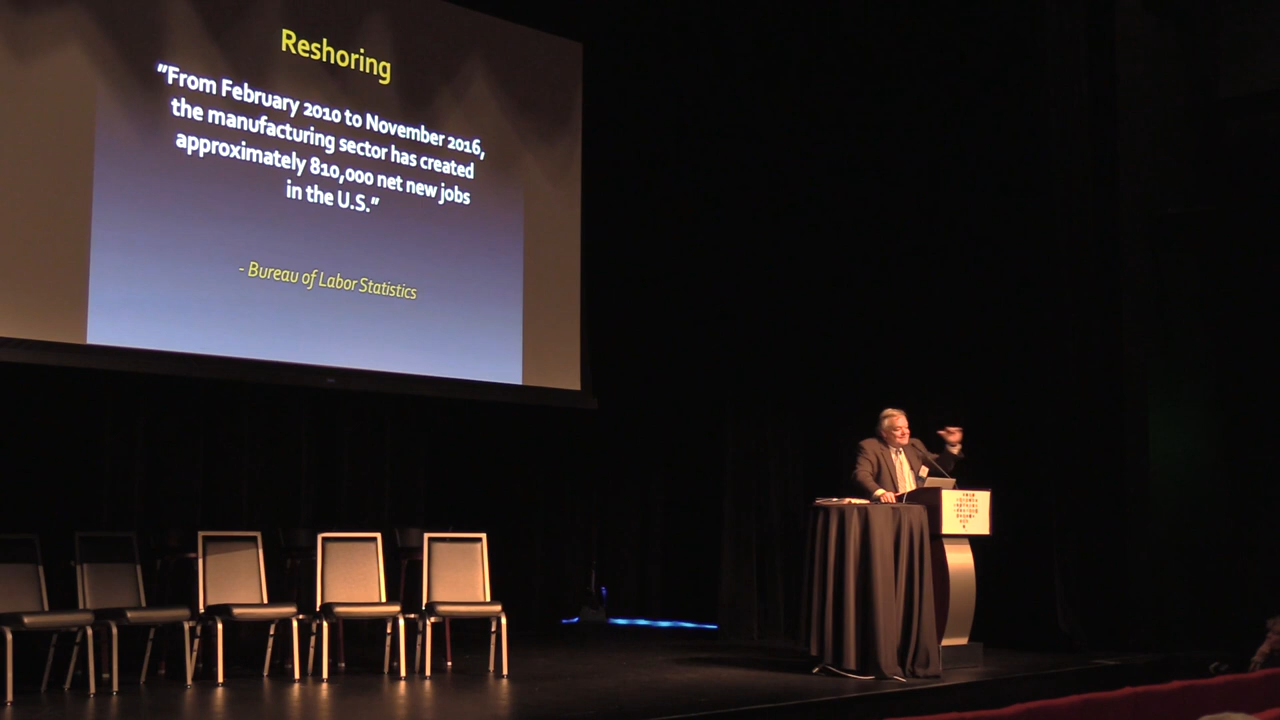 Reshoring
"From February 2010 to November 2016,
the manufacturing sector has created
approximately 810,000 net new jobs
in the U.S."
- Bureau of Labor Statistics